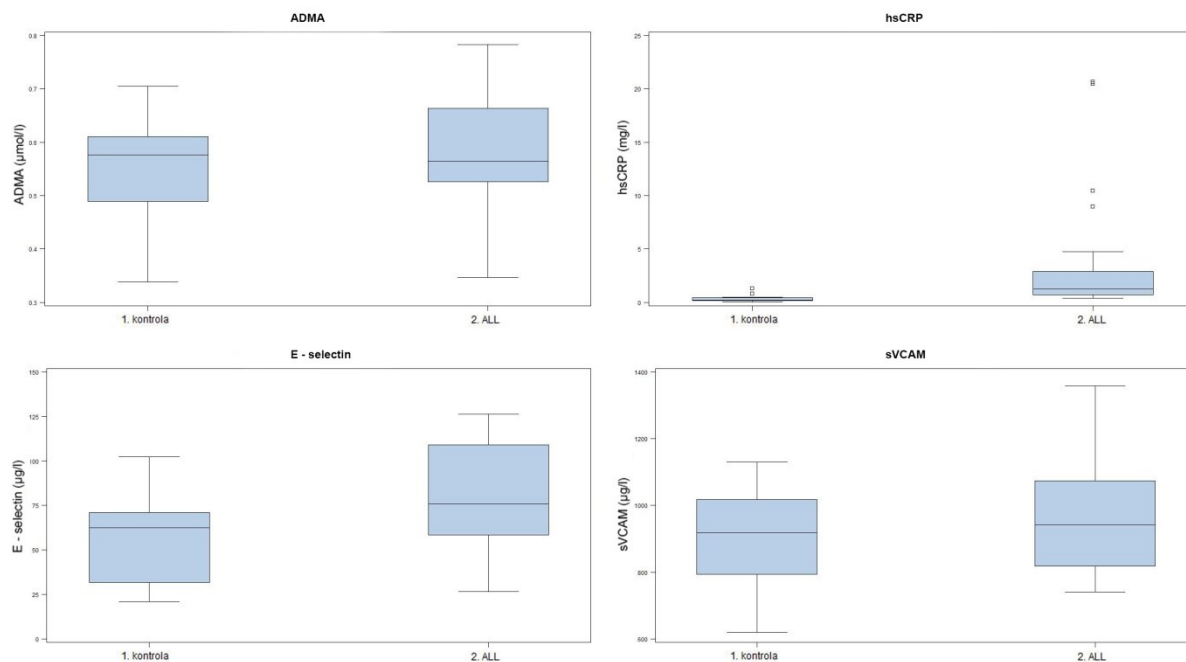 ADMA
ADMA (µmol/l)
0.8
0.7
0.6
0.5
0.4
0.3
1. kontrola
2. ALL
hsCRP
hsCRP (mg/l)
25
20
15
10
5
0
1. kontrola
2. ALL
E - selectin
E - selectin (µg/l)
150
125
100
75
50
25
0
1. kontrola
2. ALL
sVCAM
sVCAM (µg/l)
1400
1200
1000
800
600
1. kontrola
2. ALL